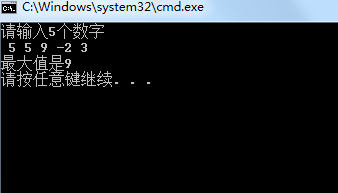 C:\Windows\system32\cmd.exe
请输入5个数字
5 5 9 -2 3
最大值是9
请按任意键继续. . .